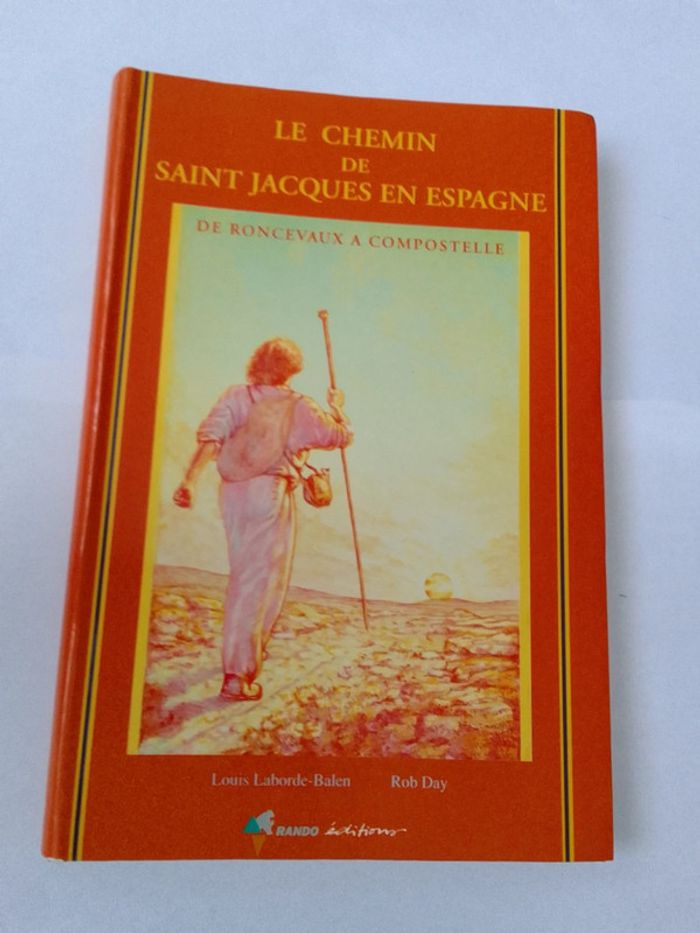 LE CHEMIN
DE
SAINT JACQUES EN ESPAGNE
DE RONCEVAUX A COMPOSTELLE
Louis Laborde-Balen Rob Day
RANDO éditions